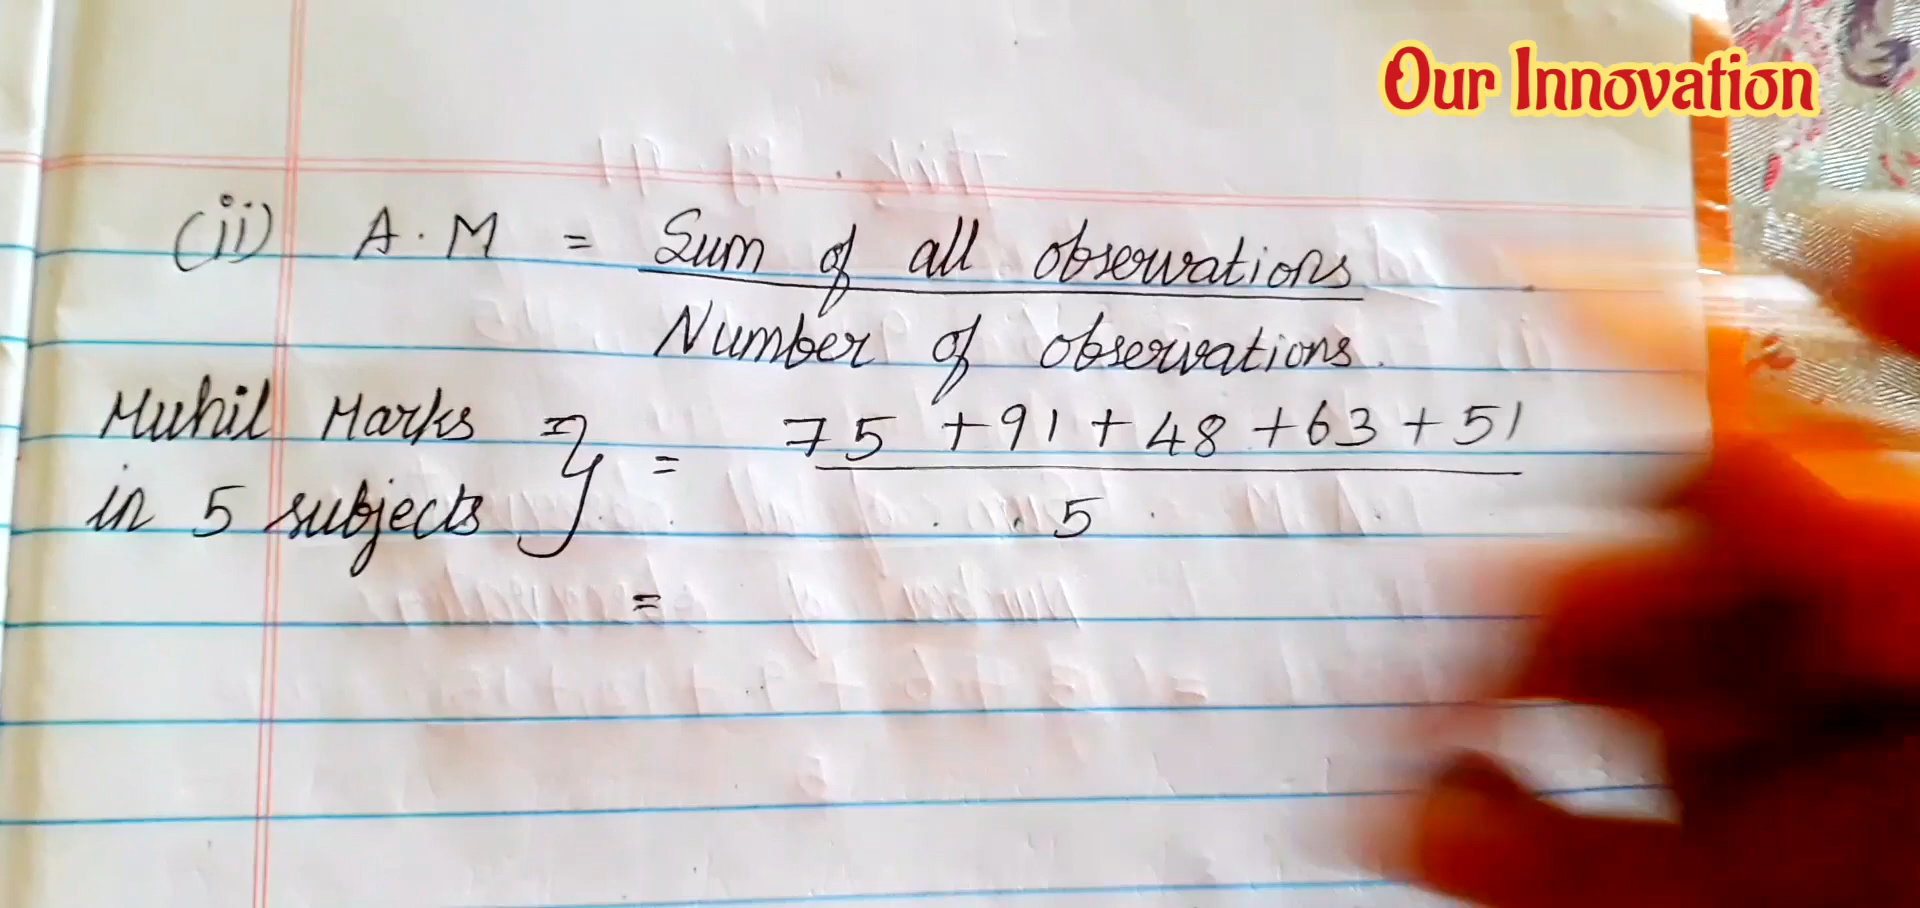 Our Innovation
(ii) A.M = Sum of all observations
Number of observations.
Muhil Marks } = 75 + 91 + 48 + 63 + 51
in 5 subjects 5
=